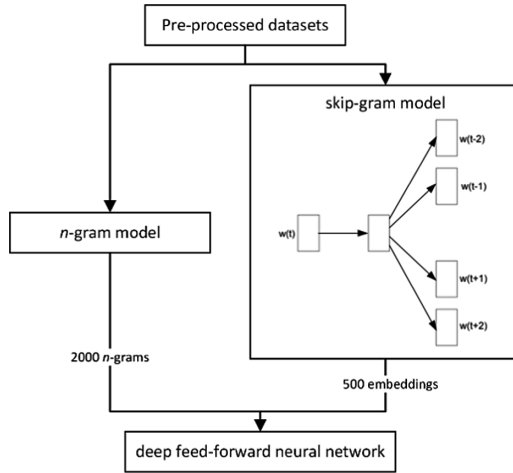 Pre-processed datasets
skip-gram model
w(t-2)
w(t-1)
w(t)
w(t+1)
w(t+2)
n-gram model
2000 n-grams
500 embeddings
deep feed-forward neural network